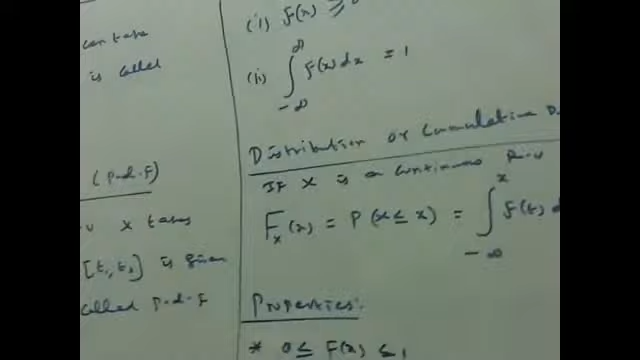 can take
is called
(P.d.F)
x takes
[t₁, t₂] is given
called P.d.F
(i) f(x) ≥ 0
(ii) ∫_{-∞}^{∞} f(x) dx = 1
Distribution or Cumulative D
If X is a continuous R.v
F_x(x) = P(X ≤ x) = ∫_{-∞}^{x} f(t) d
Properties:
* 0 ≤ F(x) ≤ 1